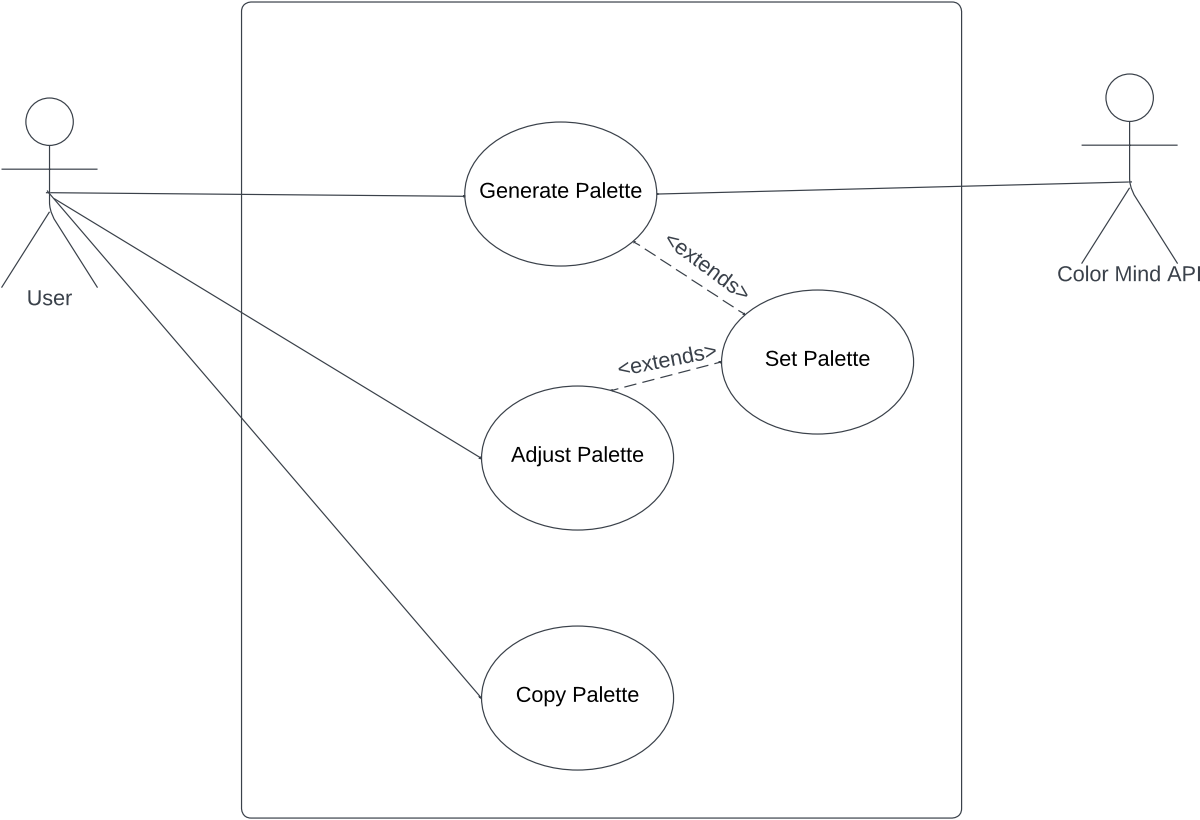 Generate Palette
<extends>
Color Mind API
User
Set Palette
<extends>
Adjust Palette
Copy Palette